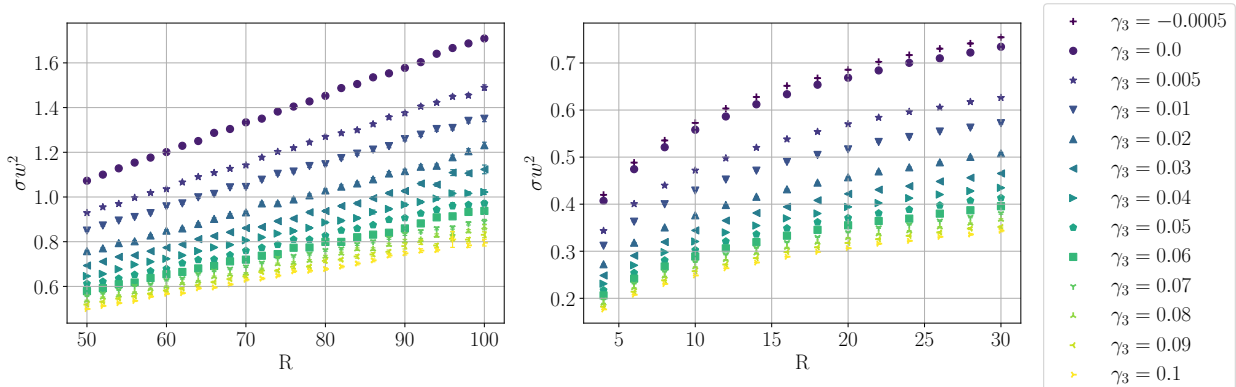 σw²
1.6
1.4
1.2
1.0
0.8
0.6
50 60 70 80 90 100
R
σw²
0.7
0.6
0.5
0.4
0.3
0.2
5 10 15 20 25 30
R
γ₃ = −0.0005
γ₃ = 0.0
γ₃ = 0.005
γ₃ = 0.01
γ₃ = 0.02
γ₃ = 0.03
γ₃ = 0.04
γ₃ = 0.05
γ₃ = 0.06
γ₃ = 0.07
γ₃ = 0.08
γ₃ = 0.09
γ₃ = 0.1